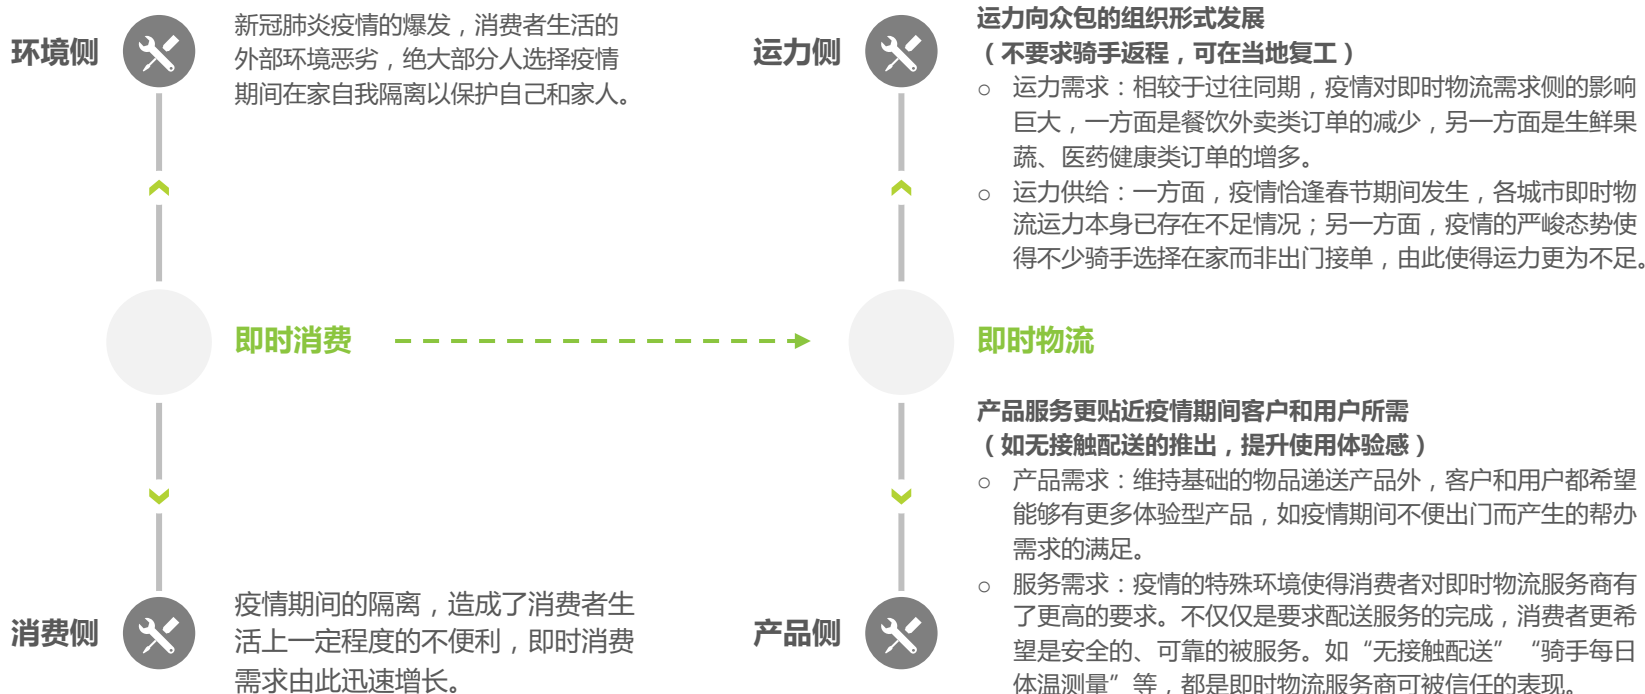 环境侧
新冠肺炎疫情的爆发，消费者生活的
外部环境恶劣，绝大部分人选择疫情
期间在家自我隔离以保护自己和家人。
即时消费
消费侧
疫情期间的隔离，造成了消费者生
活上一定程度的不便利，即时消费
需求由此迅速增长。
运力侧
运力向众包的组织形式发展
（不要求骑手返程，可在当地复工）
○ 运力需求：相较于过往同期，疫情对即时物流需求侧的影响
巨大，一方面是餐饮外卖类订单的减少，另一方面是生鲜果
蔬、医药健康类订单的增多。
○ 运力供给：一方面，疫情恰逢春节期间发生，各城市即时物
流运力本身已存在不足情况；另一方面，疫情的严峻态势使
得不少骑手选择在家而非出门接单，由此使得运力更为不足。
即时物流
产品服务更贴近疫情期间客户和用户所需
（如无接触配送的推出，提升使用体验感）
○ 产品需求：维持基础的物品递送产品外，客户和用户都希望
能够有更多体验型产品，如疫情期间不便出门而产生的帮办
需求的满足。
产品侧
○ 服务需求：疫情的特殊环境使得消费者对即时物流服务商有
了更高的要求。不仅仅是要求配送服务的完成，消费者更希
望是安全的、可靠的被服务。如“无接触配送”“骑手每日
体温测量”等，都是即时物流服务商可被信任的表现。